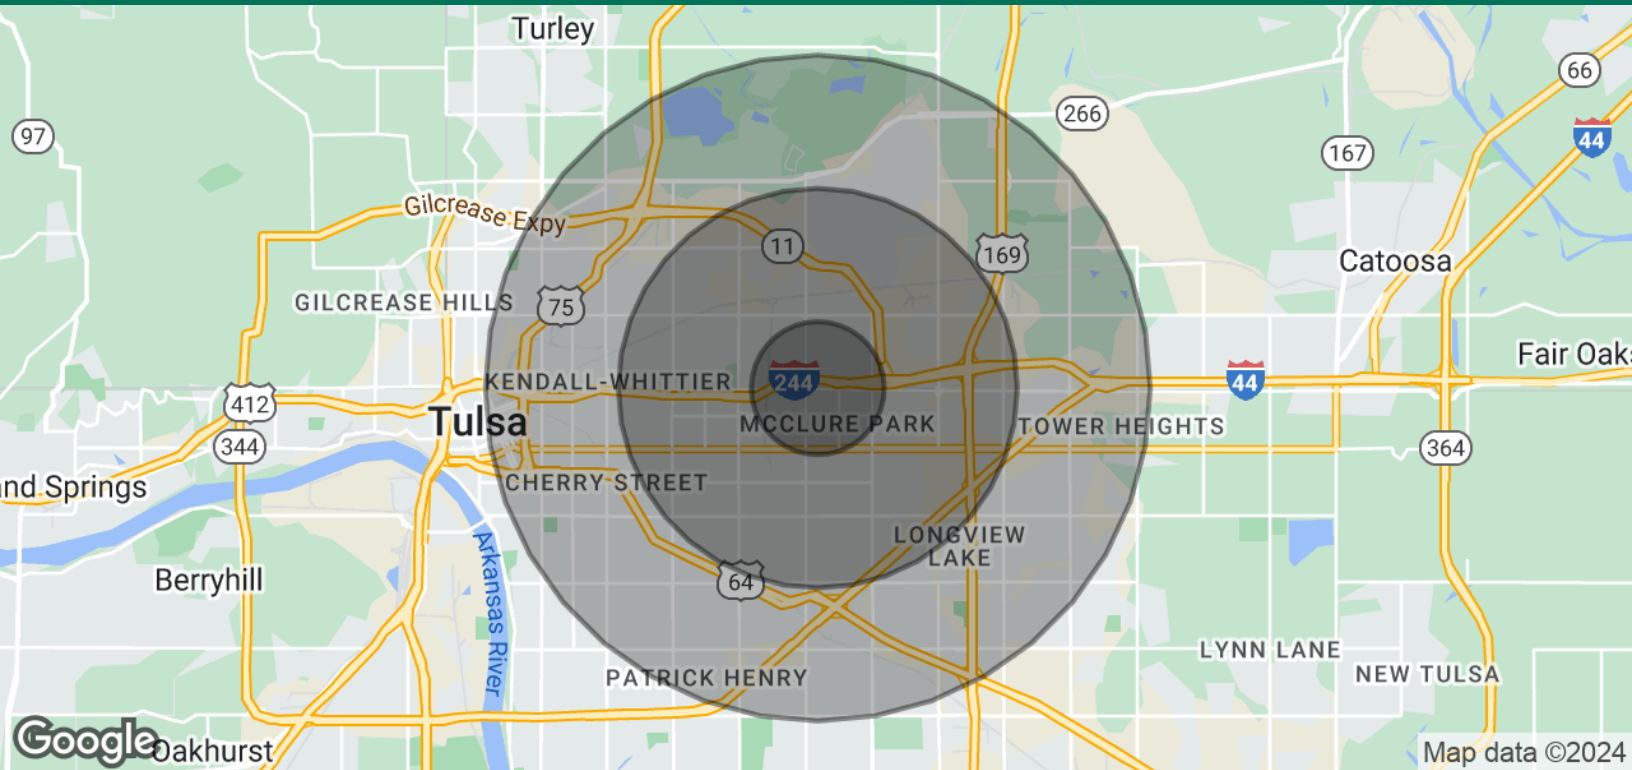 Turley
66
97
266
44
167
Gilcrease Expy
11
169
Catoosa
GILCREASE HILLS
75
Fair Oaks
KENDALL-WHITTIER
244
44
412
Tulsa
MCCLURE PARK
TOWER HEIGHTS
344
364
nd Springs
CHERRY STREET
LONGVIEW
LAKE
Arkansas River
Berryhill
64
LYNN LANE
PATRICK HENRY
NEW TULSA
Google
Oakhurst
Map data ©2024